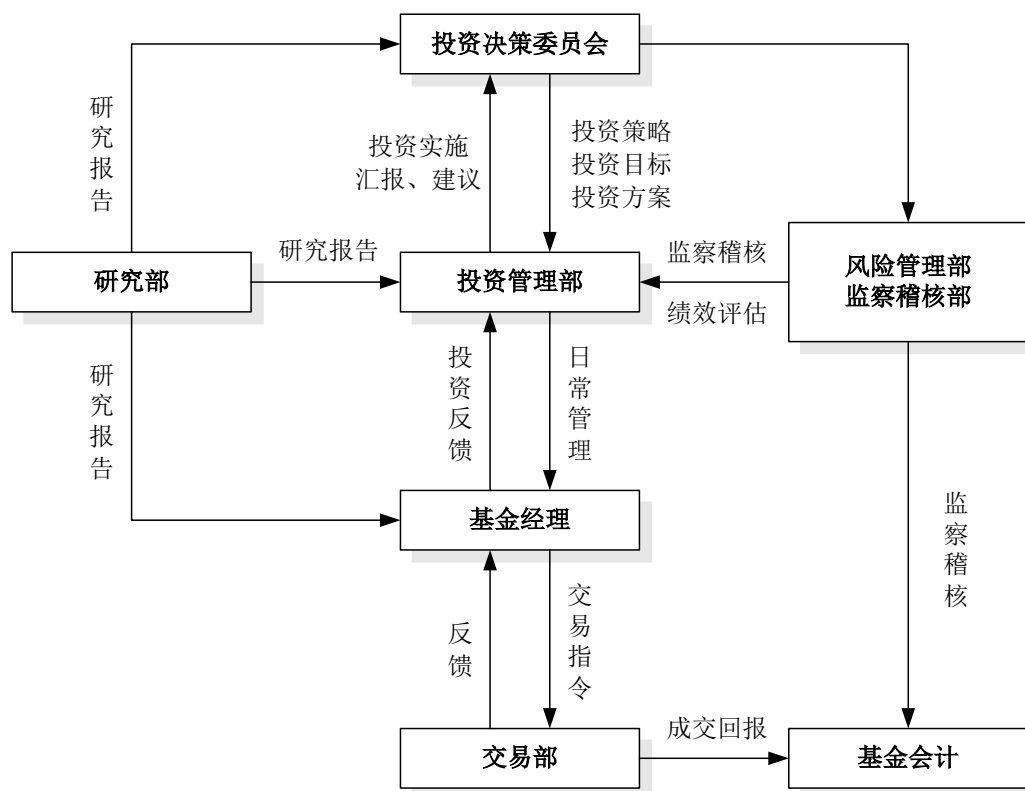 投资决策委员会
研究报告
投资实施
汇报、建议
投资策略
投资目标
投资方案
研究部
研究报告
投资管理部
监察稽核
绩效评估
风险管理部
监察稽核部
研究报告
投资反馈
日常管理
基金经理
监察稽核
反馈
交易指令
交易部
成交回报
基金会计